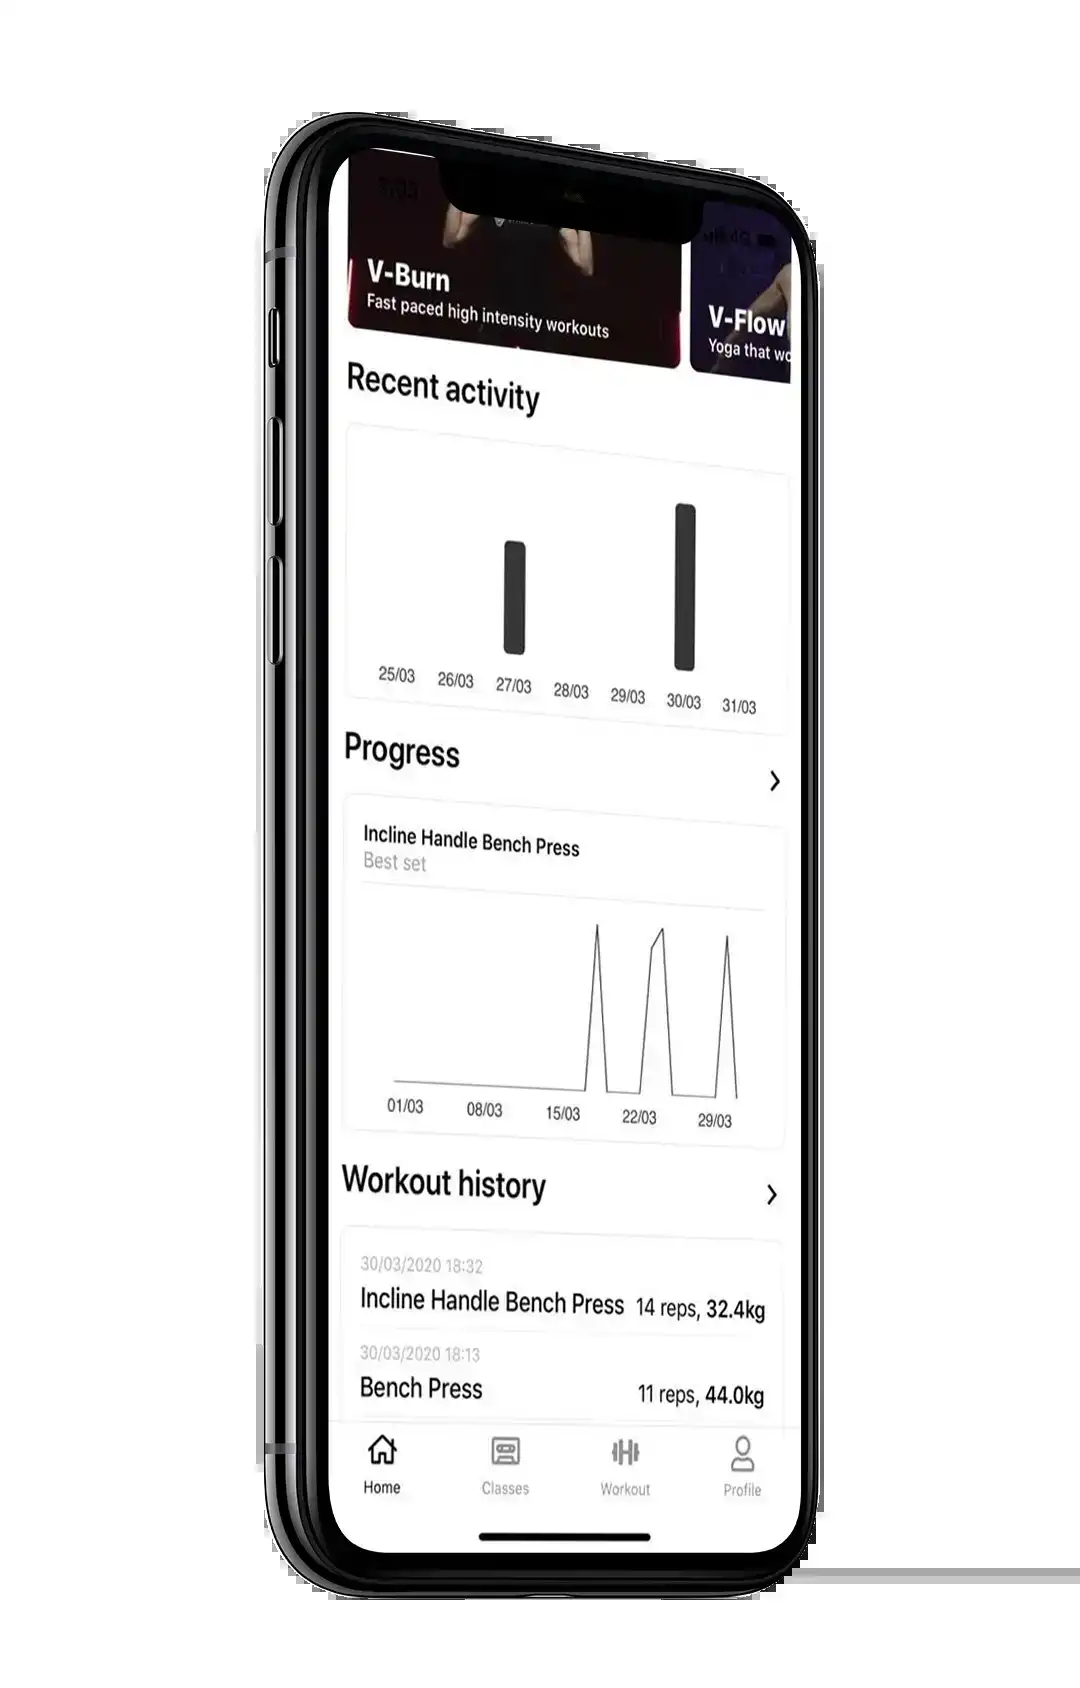 4G
V-Burn
Fast paced high intensity workouts
V-Flow
Yoga that
Recent activity
25/03 26/03 27/03 28/03 29/03 30/03 31/03
Progress
Incline Handle Bench Press
Best set
01/03 08/03 15/03 22/03 29/03
Workout history
30/03/2020 18:32
Incline Handle Bench Press 14 reps, 32.4kg
30/03/2020 18:13
Bench Press 11 reps, 44.0kg
Home Classes Workout Profile